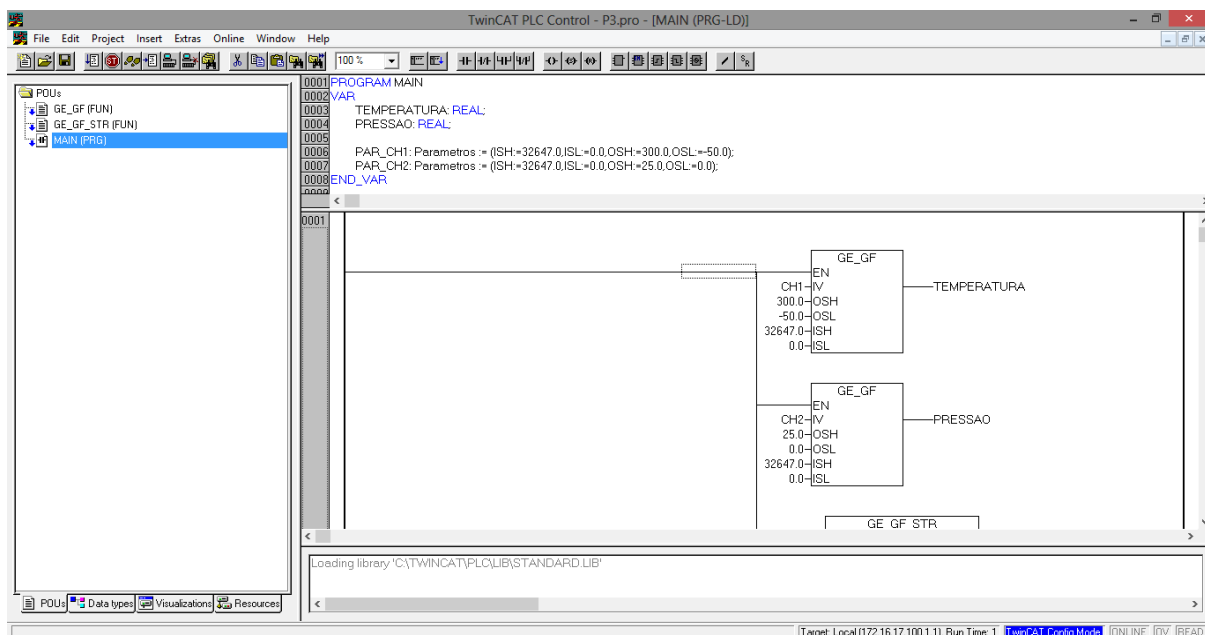 TwinCAT PLC Control - P3.pro - [MAIN (PRG-LD)]
File Edit Project Insert Extras Online Window Help
100 %
POUs
GE_GF (FUN)
GE_GF_STR (FUN)
MAIN (PRG)
0001 PROGRAM MAIN
0002 VAR
0003 TEMPERATURA: REAL;
0004 PRESSAO: REAL;
0005
0006 PAR_CH1: Parametros := (ISH:=32647.0,ISL:=0.0,OSH:=300.0,OSL:=-50.0);
0007 PAR_CH2: Parametros := (ISH:=32647.0,ISL:=0.0,OSH:=25.0,OSL:=0.0);
0008 END_VAR
0009
0001
GE_GF
EN
CH1 IV TEMPERATURA
300.0 OSH
-50.0 OSL
32647.0 ISH
0.0 ISL
GE_GF
EN
CH2 IV PRESSAO
25.0 OSH
0.0 OSL
32647.0 ISH
0.0 ISL
GE_GF_STR
Loading library 'C:\TWINCAT\PLC\LIB\STANDARD.LIB'
POUs Data types Visualizations Resources
Target: Local (172.16.17.100.1.1), Run Time: 1 TwinCAT Config Mode ONLINE OV READ